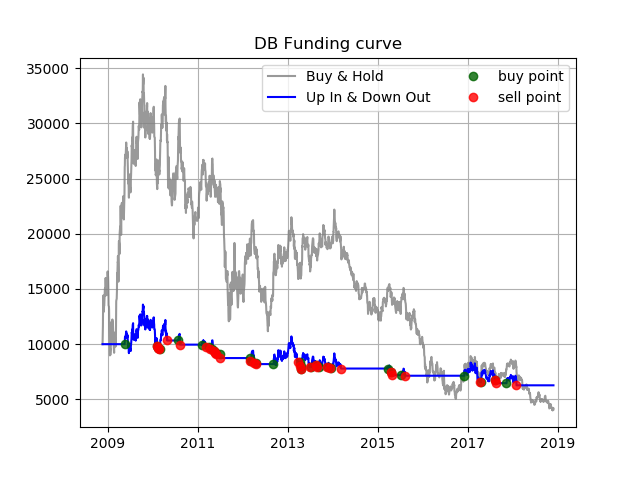 DB Funding curve
Buy & Hold
Up In & Down Out
buy point
sell point
35000
30000
25000
20000
15000
10000
5000
2009 2011 2013 2015 2017 2019